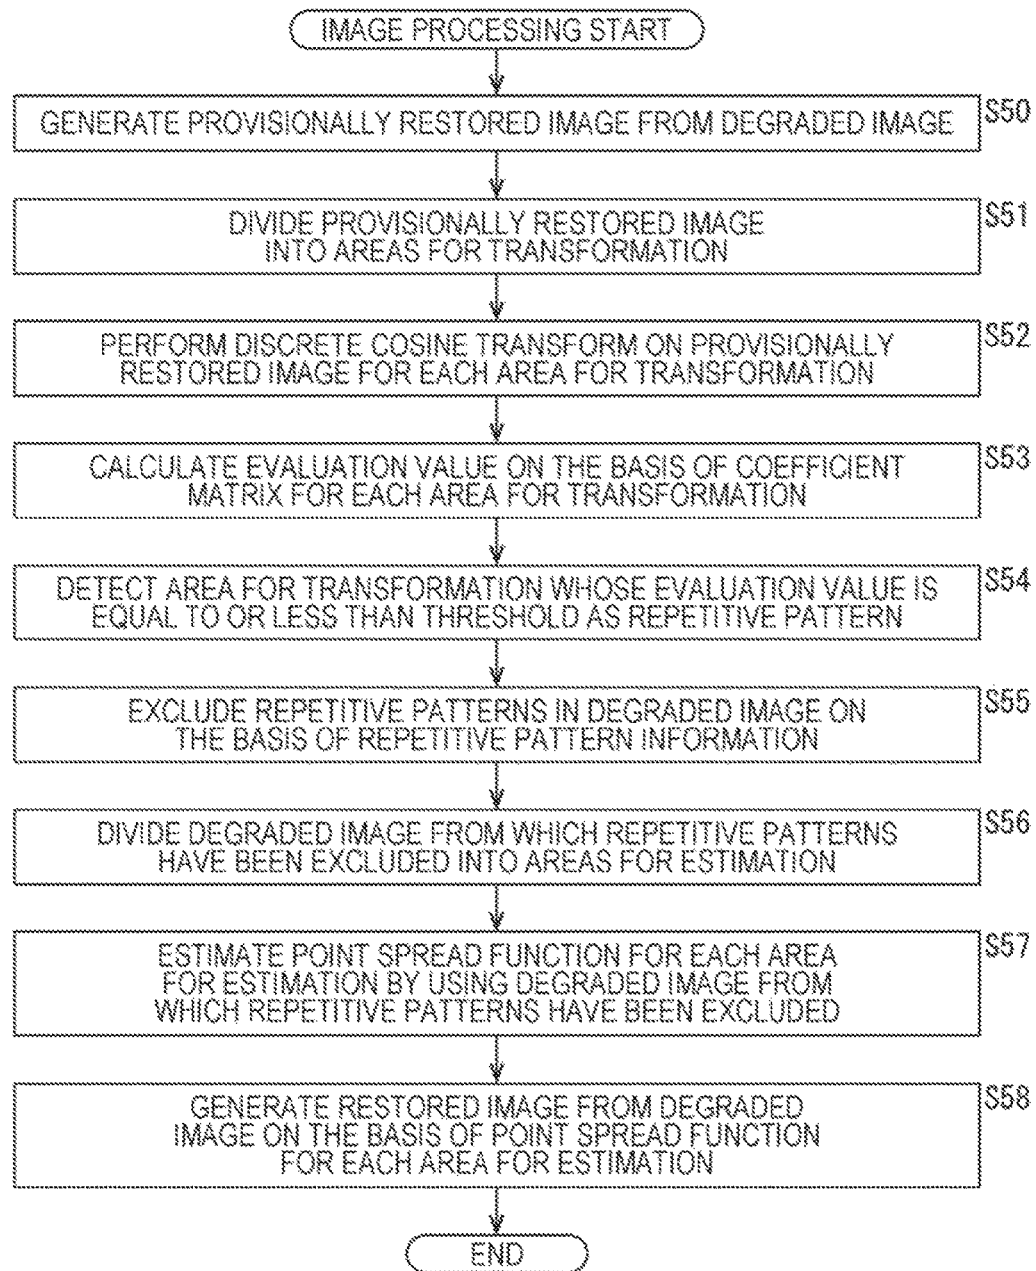 IMAGE PROCESSING START
GENERATE PROVISIONALLY RESTORED IMAGE FROM DEGRADED IMAGE
S50
DIVIDE PROVISIONALLY RESTORED IMAGE
INTO AREAS FOR TRANSFORMATION
S51
PERFORM DISCRETE COSINE TRANSFORM ON PROVISIONALLY
RESTORED IMAGE FOR EACH AREA FOR TRANSFORMATION
S52
CALCULATE EVALUATION VALUE ON THE BASIS OF COEFFICIENT
MATRIX FOR EACH AREA FOR TRANSFORMATION
S53
DETECT AREA FOR TRANSFORMATION WHOSE EVALUATION VALUE IS
EQUAL TO OR LESS THAN THRESHOLD AS REPETITIVE PATTERN
S54
EXCLUDE REPETITIVE PATTERNS IN DEGRADED IMAGE ON
THE BASIS OF REPETITIVE PATTERN INFORMATION
S55
DIVIDE DEGRADED IMAGE FROM WHICH REPETITIVE PATTERNS
HAVE BEEN EXCLUDED INTO AREAS FOR ESTIMATION
S56
ESTIMATE POINT SPREAD FUNCTION FOR EACH AREA
FOR ESTIMATION BY USING DEGRADED IMAGE FROM
WHICH REPETITIVE PATTERNS HAVE BEEN EXCLUDED
S57
GENERATE RESTORED IMAGE FROM DEGRADED
IMAGE ON THE BASIS OF POINT SPREAD FUNCTION
FOR EACH AREA FOR ESTIMATION
S58
END